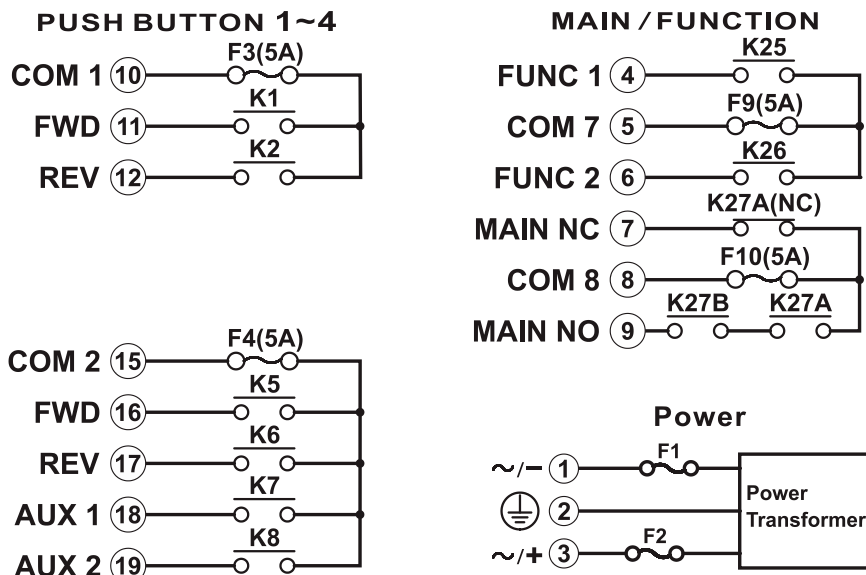 PUSH BUTTON 1~4
F3(5A)
COM 1 10
K1
FWD 11
K2
REV 12
F4(5A)
COM 2 15
K5
FWD 16
K6
REV 17
K7
AUX 1 18
K8
AUX 2 19
MAIN / FUNCTION
K25
FUNC 1 4
F9(5A)
COM 7 5
K26
FUNC 2 6
K27A(NC)
MAIN NC 7
F10(5A)
COM 8 8
K27B K27A
MAIN NO 9
Power
F1
~/− 1
2
F2
~/+ 3
Power
Transformer